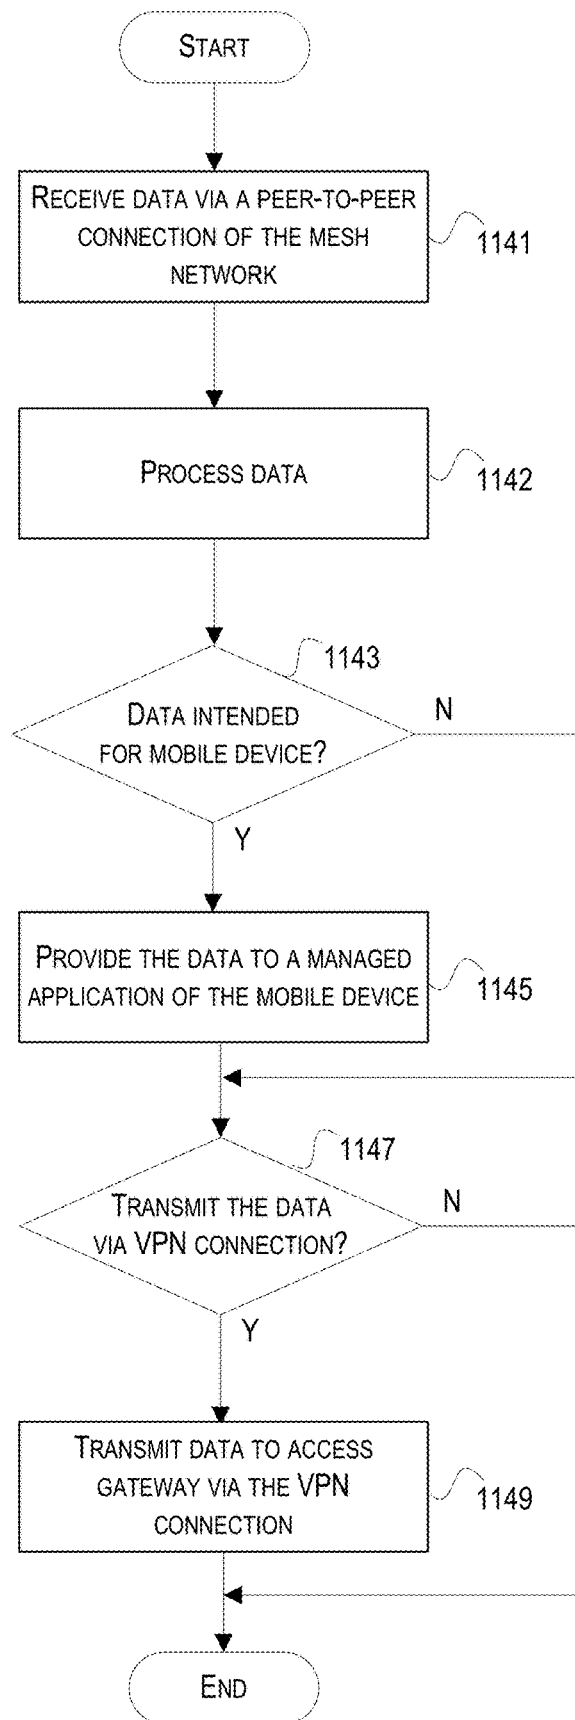 START
RECEIVE DATA VIA A PEER-TO-PEER
CONNECTION OF THE MESH
NETWORK
1141
PROCESS DATA
1142
1143
DATA INTENDED
FOR MOBILE DEVICE?
N
Y
PROVIDE THE DATA TO A MANAGED
APPLICATION OF THE MOBILE DEVICE
1145
1147
TRANSMIT THE DATA
VIA VPN CONNECTION?
N
Y
TRANSMIT DATA TO ACCESS
GATEWAY VIA THE VPN
CONNECTION
1149
END